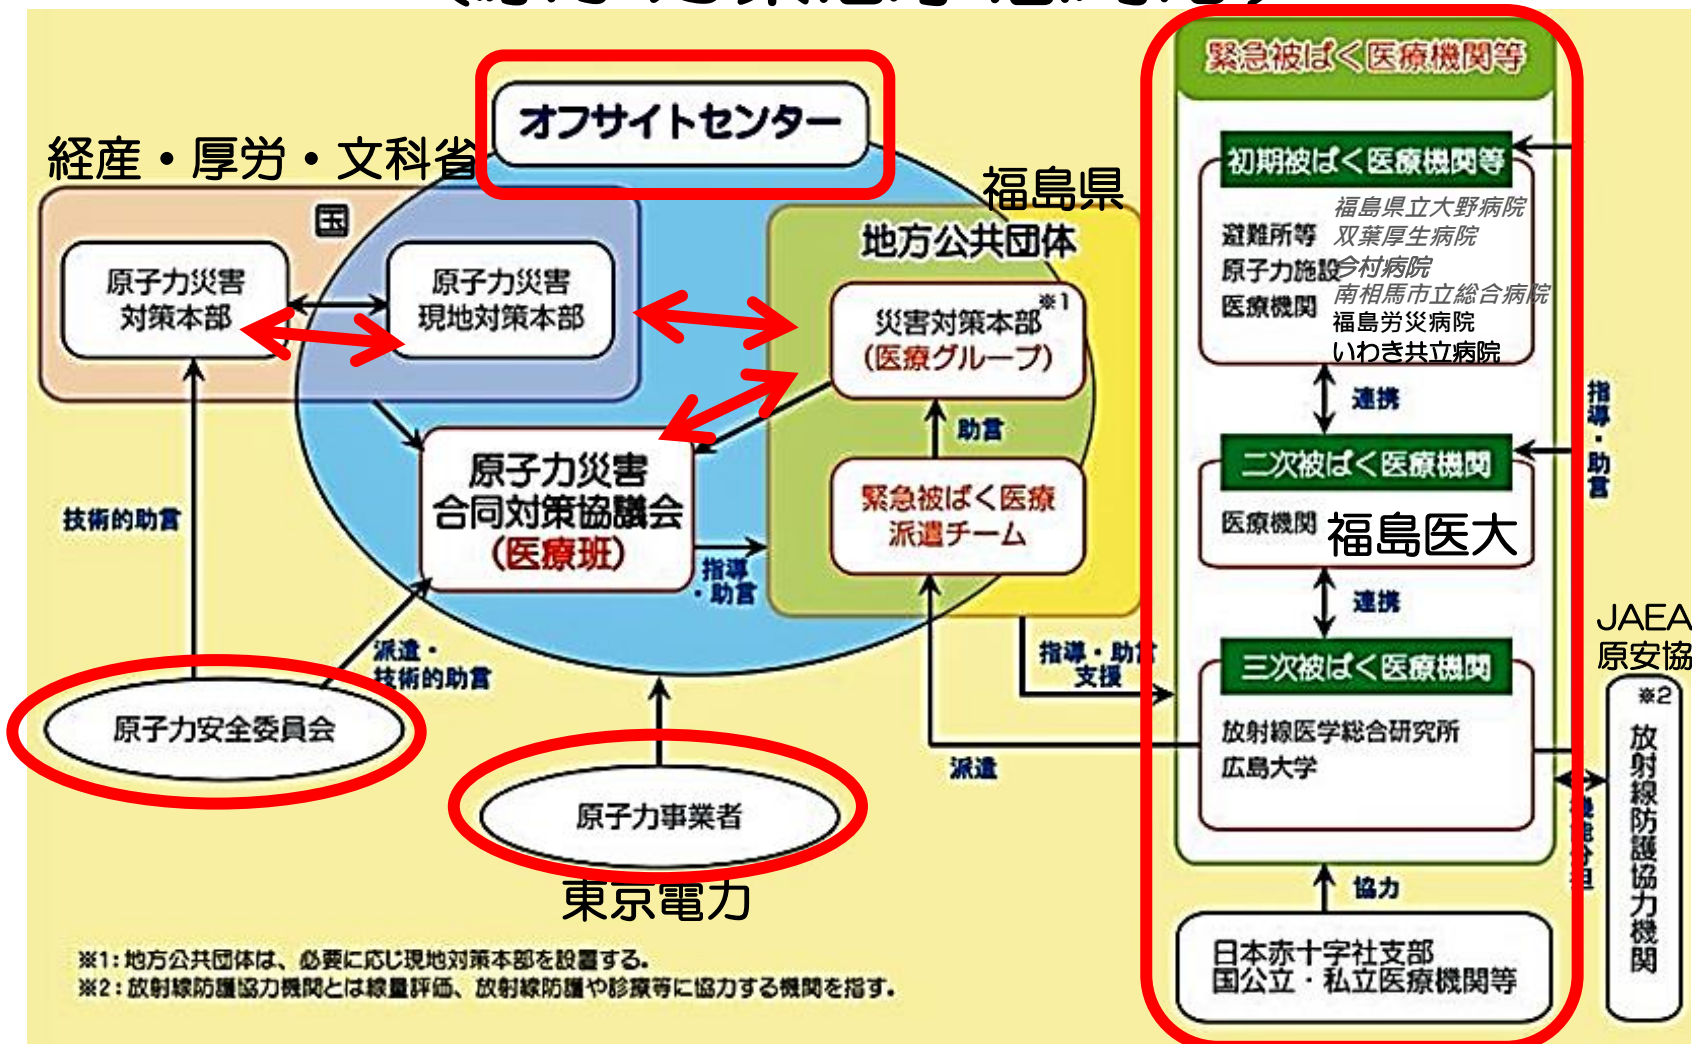 オフサイトセンター
経産・厚労・文科省
国
原子力災害
対策本部
原子力災害
現地対策本部
福島県
地方公共団体
災害対策本部※1
(医療グループ)
助言
緊急被ばく医療
派遣チーム
原子力災害
合同対策協議会
(医療班)
指導
・助言
技術的助言
派遣・
技術的助言
原子力安全委員会
原子力事業者
東京電力
指導・助言
支援
派遣
緊急被ばく医療機関等
初期被ばく医療機関等
避難所等
原子力施設
医療機関
福島県立大野病院
双葉厚生病院
今村病院
南相馬市立総合病院
福島労災病院
いわき共立病院
連携
二次被ばく医療機関
医療機関 福島医大
連携
三次被ばく医療機関
放射線医学総合研究所
広島大学
協力
日本赤十字社支部
国公立・私立医療機関等
指導・助言
機能分担
JAEA
原安協
※2
放射線防護協力機関
※1:地方公共団体は、必要に応じ現地対策本部を設置する。
※2:放射線防護協力機関とは線量評価、放射線防護や診療等に協力する機関を指す。